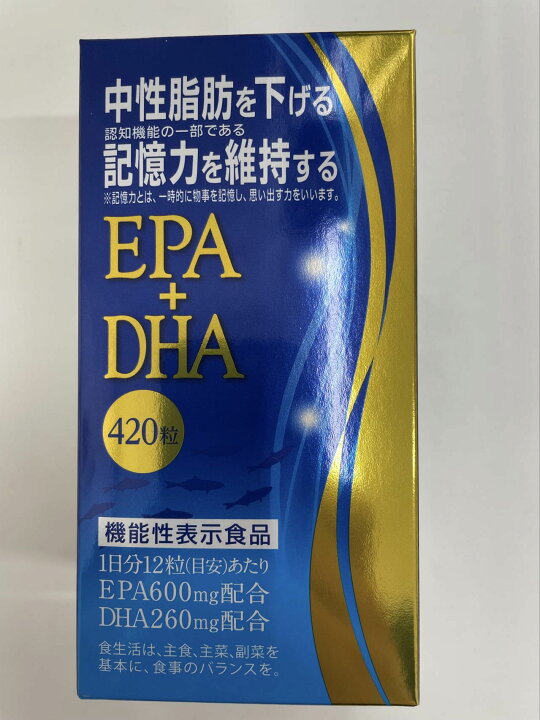 中性脂肪を下げる
認知機能の一部である
記憶力を維持する
※記憶力とは、一時的に物事を記憶し、思い出す力をいいます。
EPA
+
DHA
420粒
機能性表示食品
1日分12粒(目安)あたり
EPA600mg配合
DHA260mg配合
食生活は、主食、主菜、副菜を
基本に、食事のバランスを。